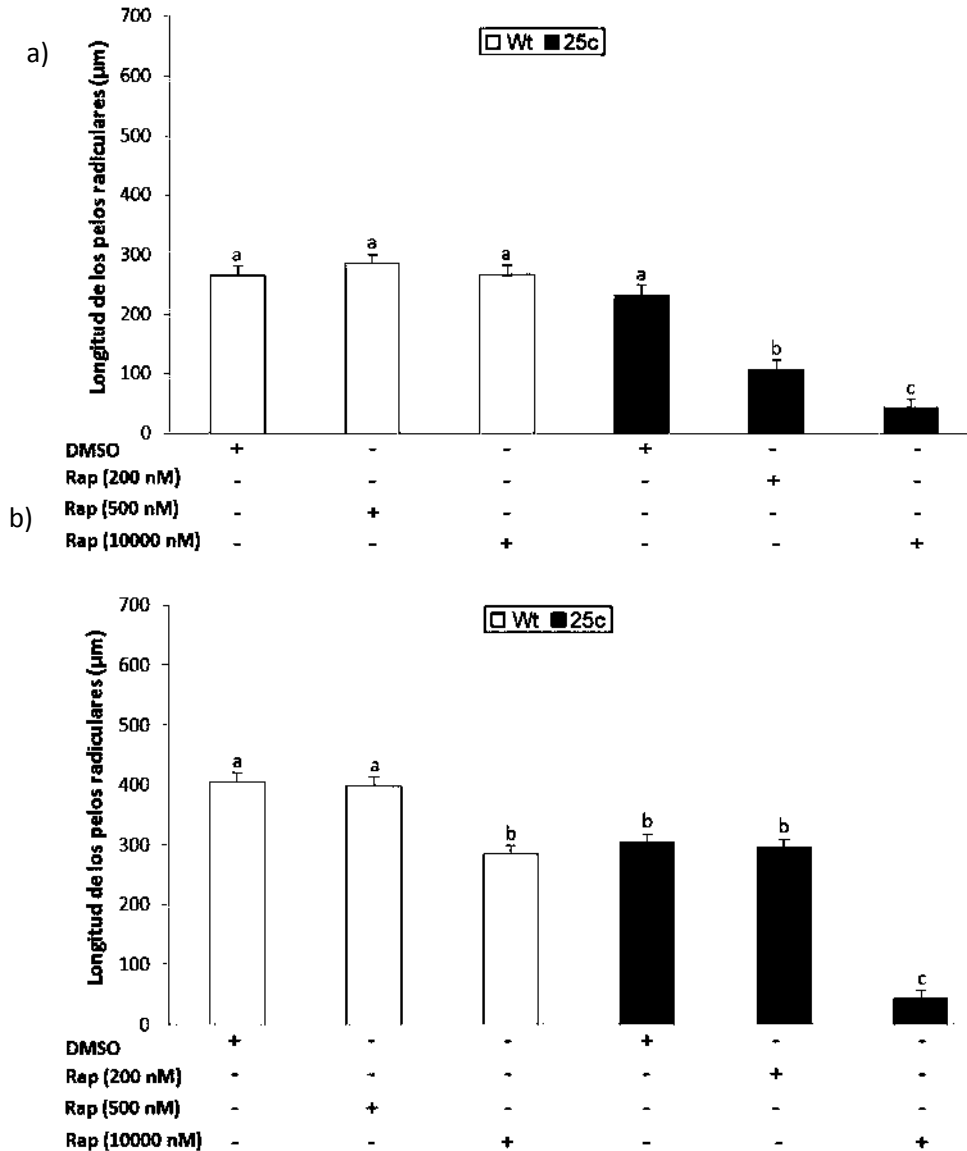 a)
700
600
500
400
300
200
100
0
Longitud de los pelos radiculares (µm)
Wt 25c
a a a a b c
DMSO + - - + - -
Rap (200 nM) - - - - + -
Rap (500 nM) - + - - - -
Rap (10000 nM) - - + - - +
b)
700
600
500
400
300
200
100
0
Longitud de los pelos radiculares (µm)
Wt 25c
a a b b b c
DMSO + - - + - -
Rap (200 nM) - - - - + -
Rap (500 nM) - + - - - -
Rap (10000 nM) - - + - - +